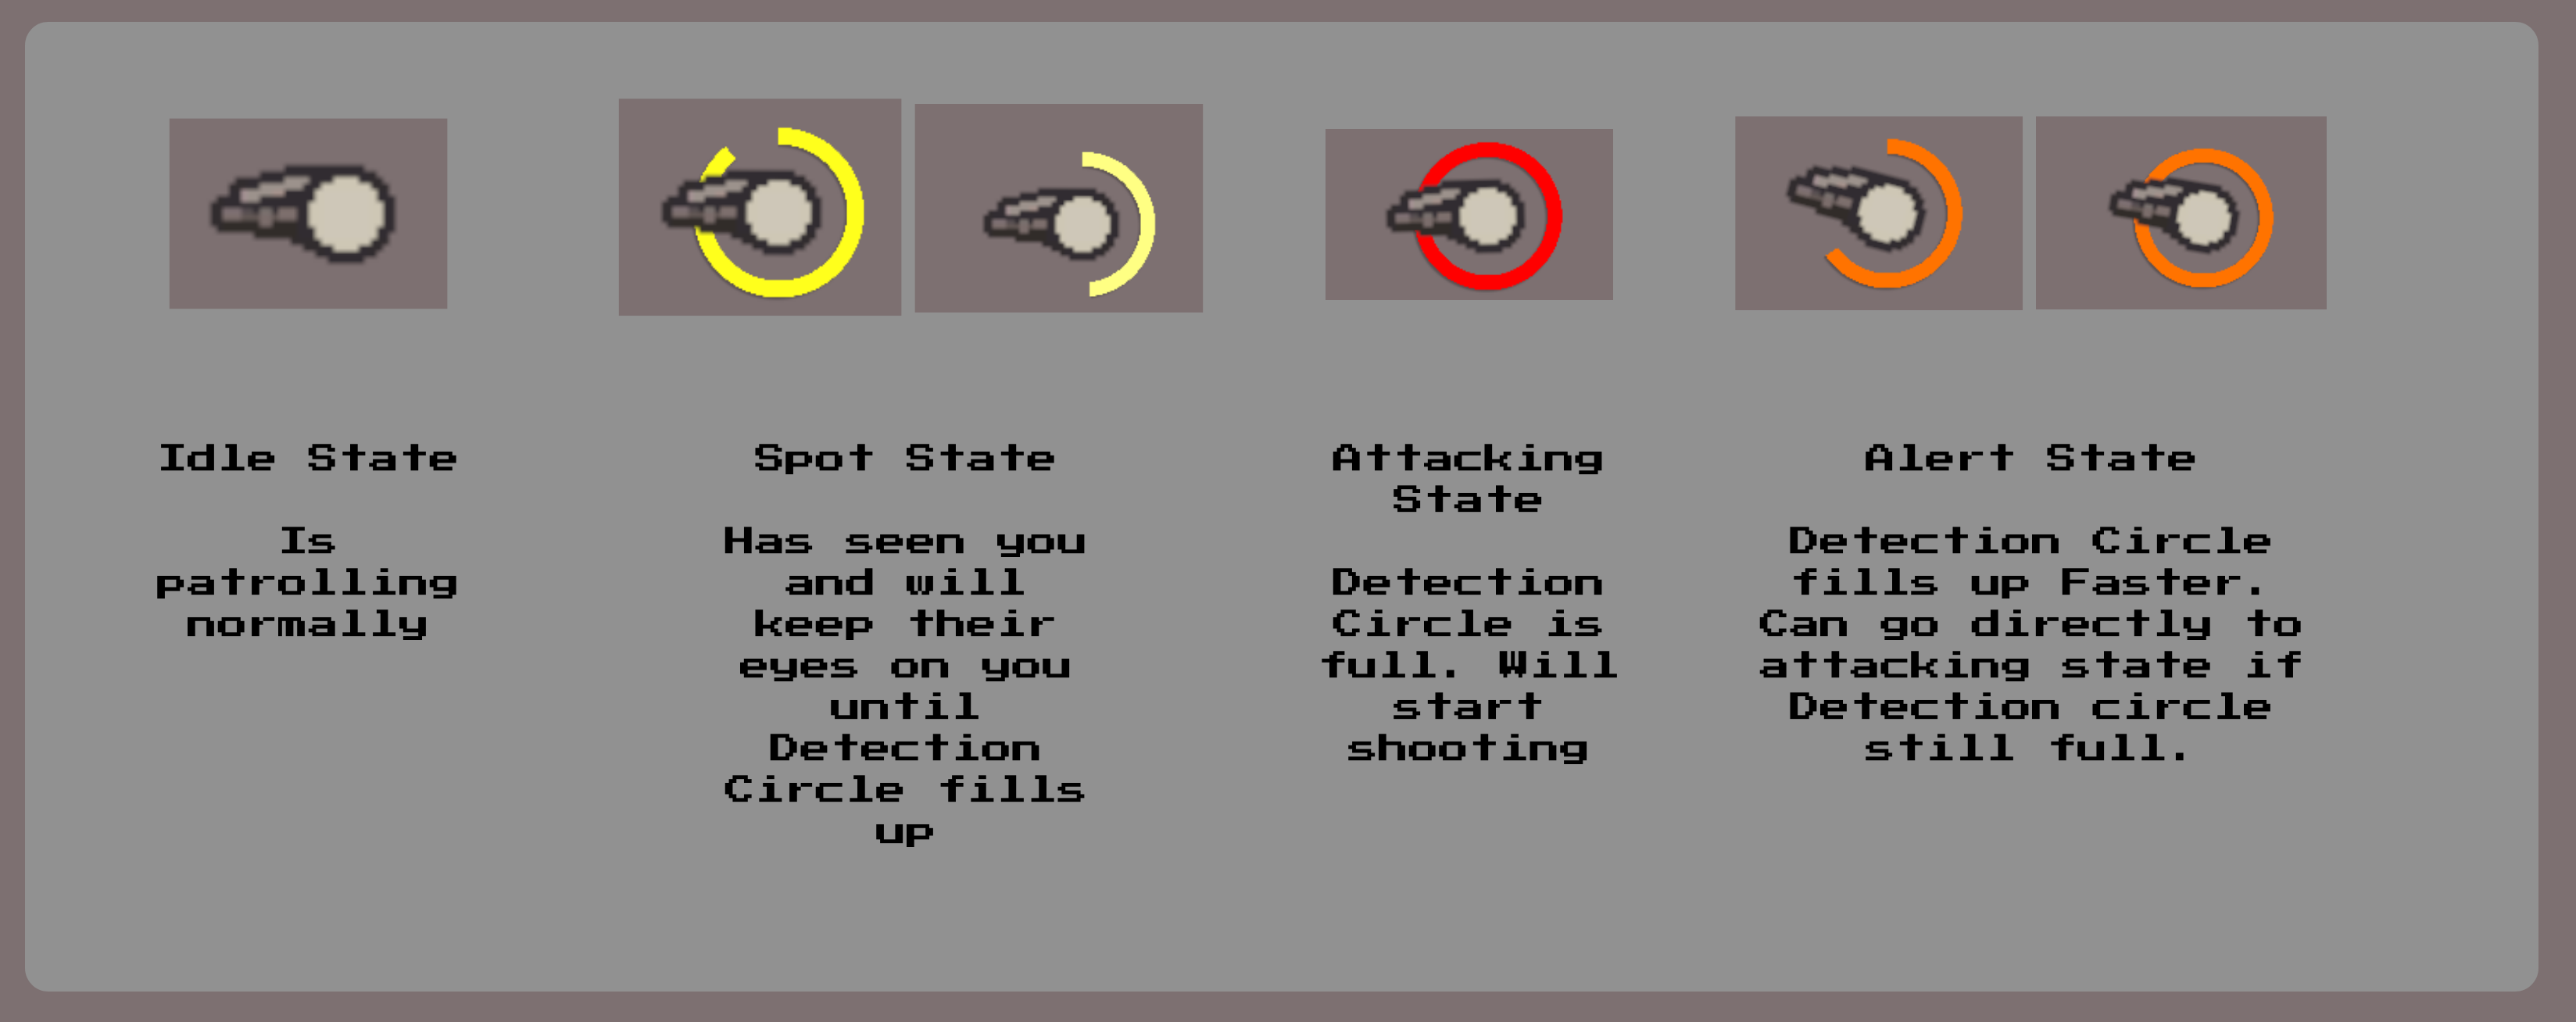 Idle State
Is
patrolling
normally
Spot State
Has seen you
and will
keep their
eyes on you
until
Detection
Circle fills
up
Attacking
State
Detection
Circle is
full. Will
start
shooting
Alert State
Detection Circle
fills up Faster.
Can go directly to
attacking state if
Detection circle
still full.